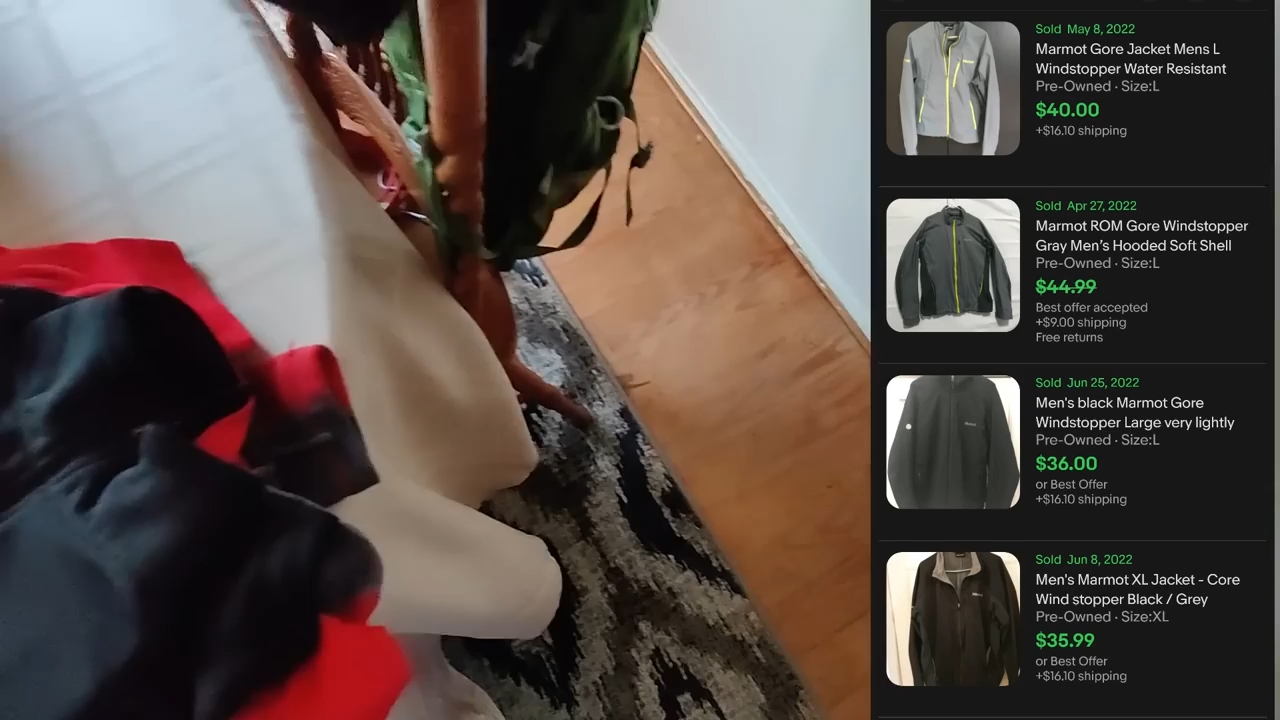 Sold May 8, 2022
Marmot Gore Jacket Mens L
Windstopper Water Resistant
Pre-Owned · Size:L
$40.00
+$16.10 shipping
Sold Apr 27, 2022
Marmot ROM Gore Windstopper
Gray Men's Hooded Soft Shell
Pre-Owned · Size:L
$44.99
Best offer accepted
+$9.00 shipping
Free returns
Sold Jun 25, 2022
Men's black Marmot Gore
Windstopper Large very lightly
Pre-Owned · Size:L
$36.00
or Best Offer
+$16.10 shipping
Sold Jun 8, 2022
Men's Marmot XL Jacket - Core
Wind stopper Black / Grey
Pre-Owned · Size:XL
$35.99
or Best Offer
+$16.10 shipping